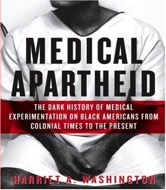 MEDICAL
APARTHEID
THE DARK HISTORY OF MEDICAL
EXPERIMENTATION ON BLACK AMERICANS FROM
COLONIAL TIMES TO THE PRESENT
HARRIET A. WASHINGTON